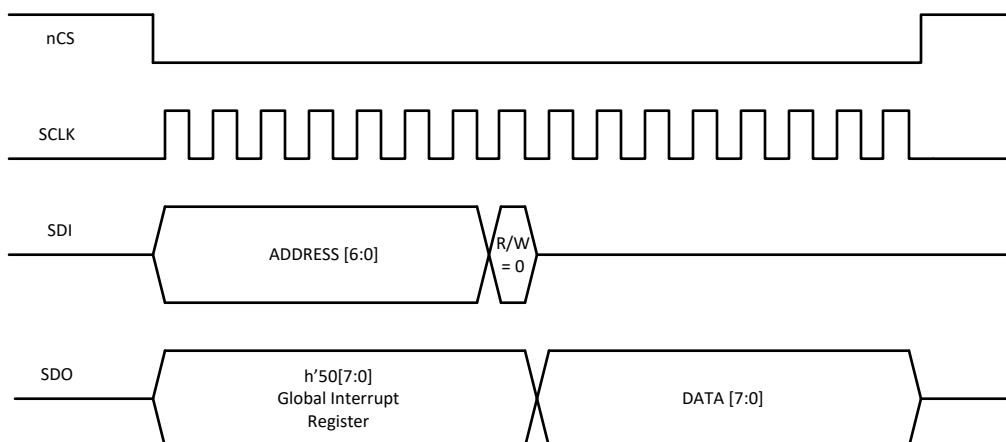 nCS
SCLK
SDI
ADDRESS [6:0]
R/W
= 0
SDO
h’50[7:0]
Global Interrupt
Register
DATA [7:0]